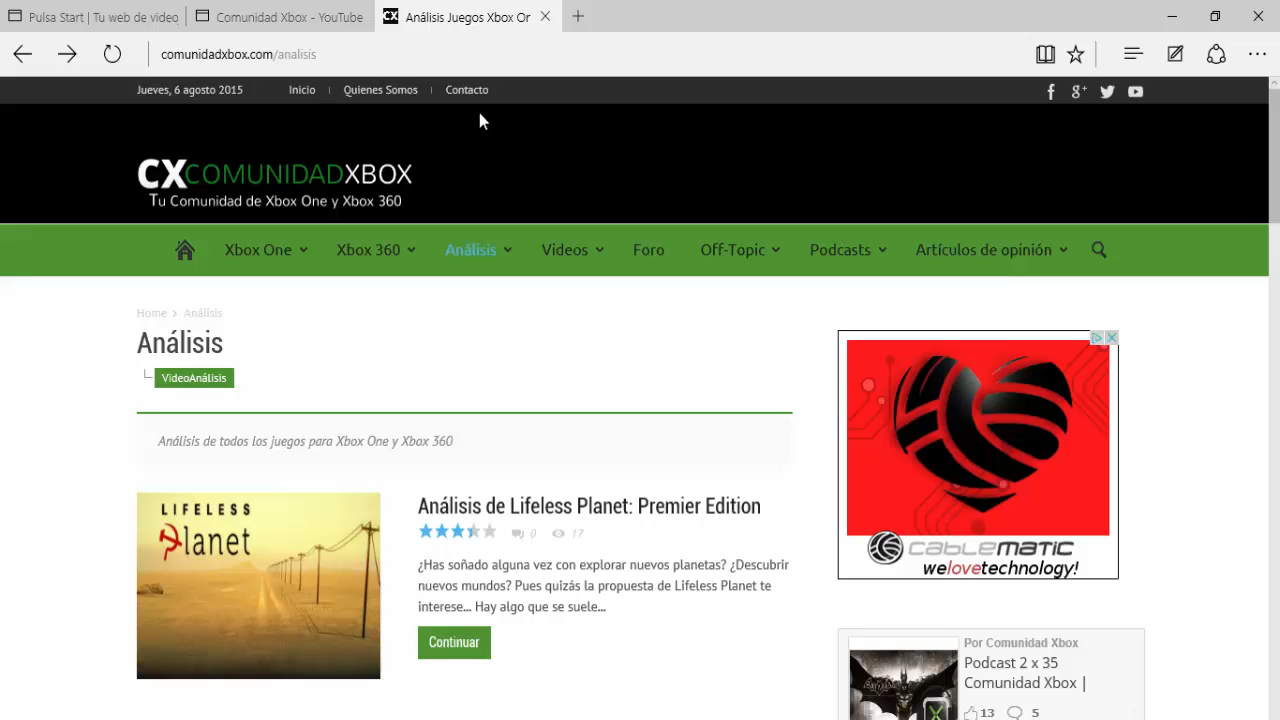 Pulsa Start | Tu web de video
Comunidad Xbox - YouTube
CX Análisis Juegos Xbox Or
comunidadxbox.com/analisis
Jueves, 6 agosto 2015
Inicio
Quienes Somos
Contacto
CXCOMUNIDADXBOX
Tu Comunidad de Xbox One y Xbox 360
Xbox One
Xbox 360
Análisis
Videos
Foro
Off-Topic
Podcasts
Artículos de opinión
Home > Análisis
Análisis
VideoAnálisis
Análisis de todos los juegos para Xbox One y Xbox 360
LIFELESS
Planet
Análisis de Lifeless Planet: Premier Edition
0
17
¿Has soñado alguna vez con explorar nuevos planetas? ¿Descubrir
nuevos mundos? Pues quizás la propuesta de Lifeless Planet te
interese... Hay algo que se suele...
Continuar
CABLEMATIC
welovetechnology!
Por Comunidad Xbox
Podcast 2 x 35
Comunidad Xbox |
13
5